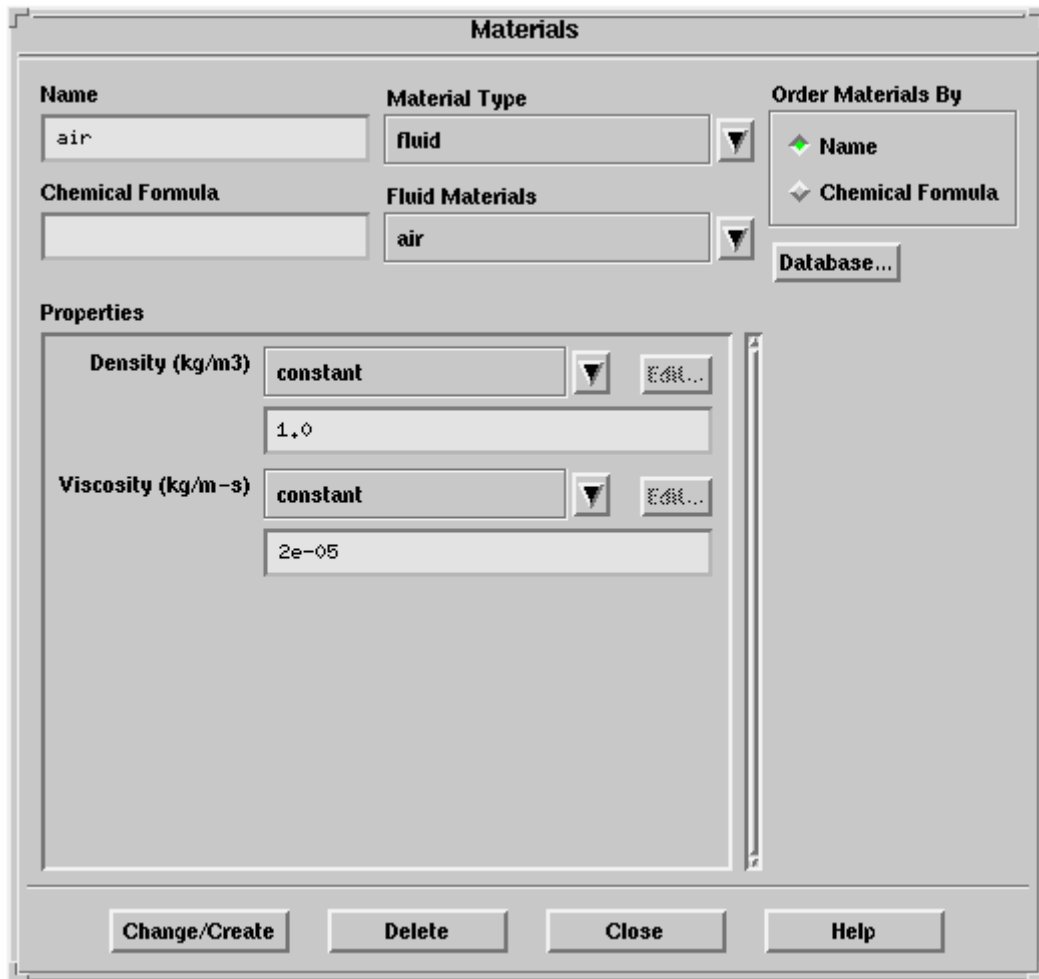 Materials
Name
Material Type
Order Materials By
air
fluid
Name
Chemical Formula
Chemical Formula
Fluid Materials
air
Database...
Properties
Density (kg/m3)
constant
Edit...
1.0
Viscosity (kg/m-s)
constant
Edit...
2e-05
Change/Create
Delete
Close
Help